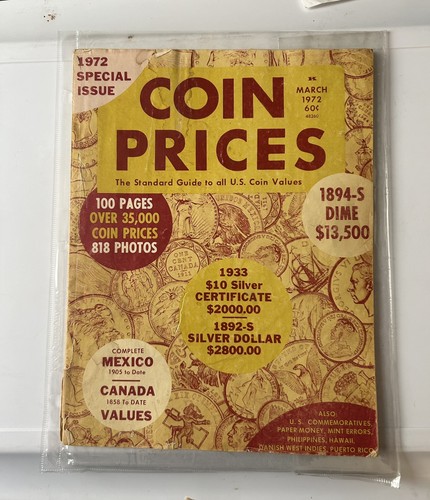 1972
SPECIAL
ISSUE
K
MARCH
1972
60¢
COIN
PRICES
The Standard Guide to all U.S. Coin Values
100 PAGES
OVER 35,000
COIN PRICES
818 PHOTOS
1894-S
DIME
$13,500
ONE
CENT
CANADA
1933
$10 Silver
CERTIFICATE
$2000.00
1892-S
SILVER DOLLAR
$2800.00
COMPLETE
MEXICO
1905 to Date
CANADA
1858 To DATE
VALUES
ALSO:
U.S. COMMEMORATIVES,
PAPER MONEY, MINT ERRORS,
PHILIPPINES, HAWAII,
DANISH WEST INDIES, PUERTO RICO